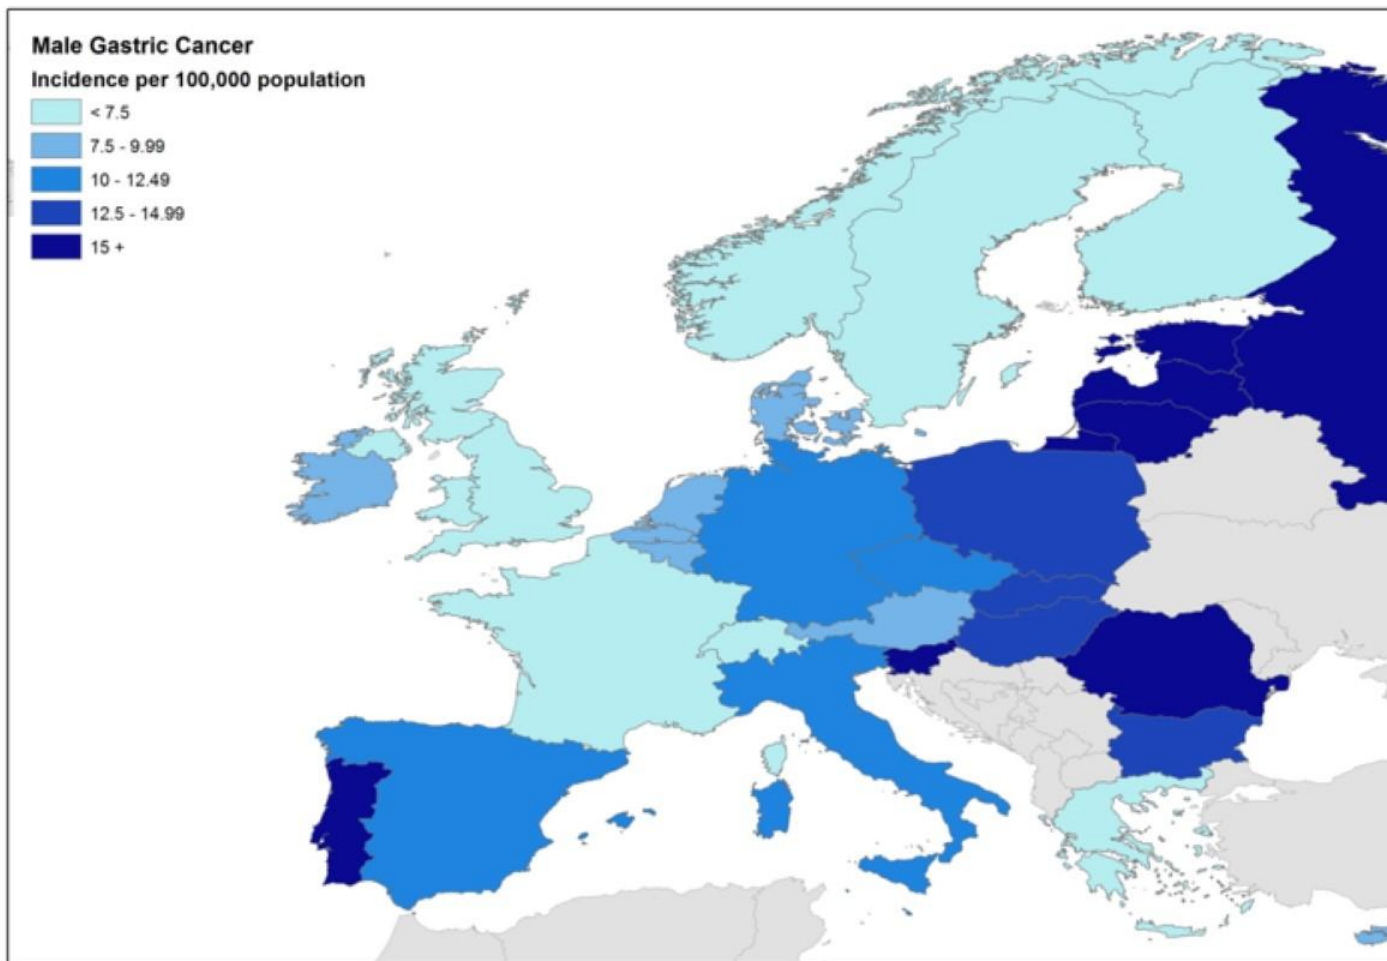 Male Gastric Cancer
Incidence per 100,000 population
< 7.5
7.5 - 9.99
10 - 12.49
12.5 - 14.99
15 +